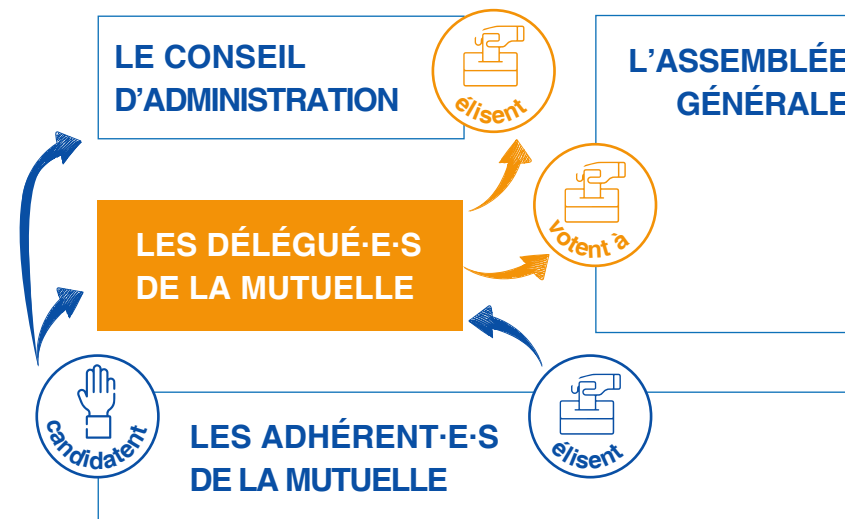 LE CONSEIL
D'ADMINISTRATION
élisent
L'ASSEMBLÉE
GÉNÉRALE
votent à
LES DÉLÉGUÉ·E·S
DE LA MUTUELLE
candidatent
LES ADHÉRENT·E·S
DE LA MUTUELLE
élisent